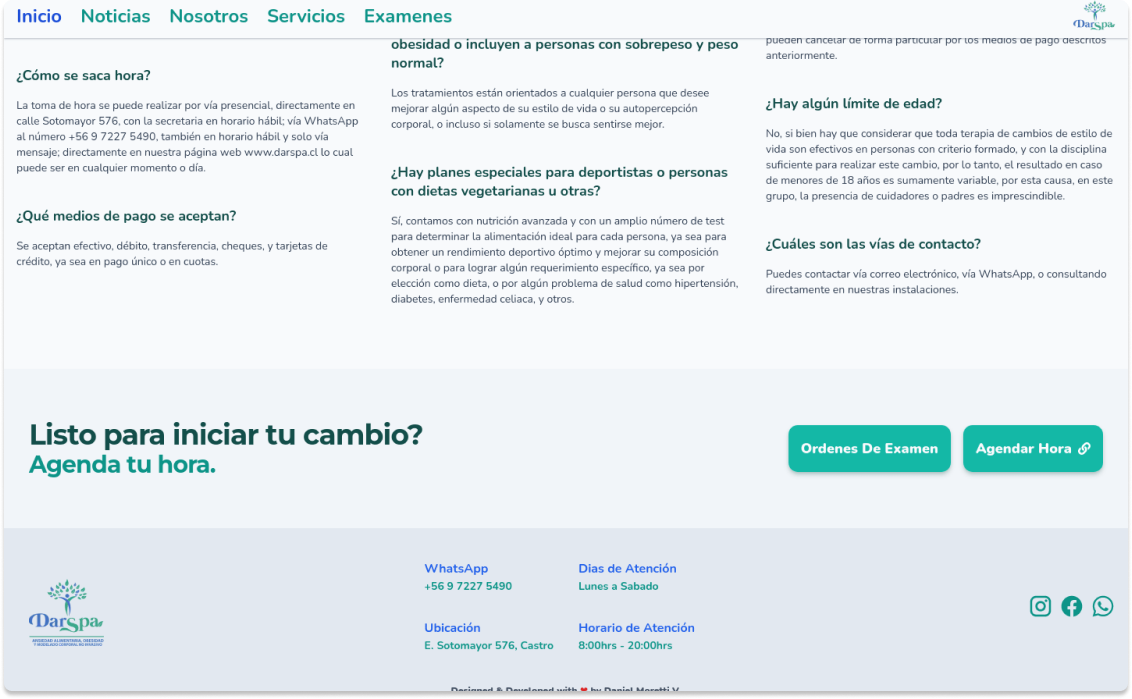 Inicio Noticias Nosotros Servicios Examenes
DarSpa
¿Cómo se saca hora?
La toma de hora se puede realizar por vía presencial, directamente en
calle Sotomayor 576, con la secretaria en horario hábil; vía WhatsApp
al número +56 9 7227 5490, también en horario hábil y solo vía
mensaje; directamente en nuestra página web www.darspa.cl lo cual
puede ser en cualquier momento o día.
¿Qué medios de pago se aceptan?
Se aceptan efectivo, débito, transferencia, cheques, y tarjetas de
crédito, ya sea en pago único o en cuotas.
obesidad o incluyen a personas con sobrepeso y peso
normal?
Los tratamientos están orientados a cualquier persona que desee
mejorar algún aspecto de su estilo de vida o su autopercepción
corporal, o incluso si solamente se busca sentirse mejor.
¿Hay planes especiales para deportistas o personas
con dietas vegetarianas u otras?
Sí, contamos con nutrición avanzada y con un amplio número de test
para determinar la alimentación ideal para cada persona, ya sea para
obtener un rendimiento deportivo óptimo y mejorar su composición
corporal o para lograr algún requerimiento específico, ya sea por
elección como dieta, o por algún problema de salud como hipertensión,
diabetes, enfermedad celiaca, y otros.
pueden cancelar de forma particular por los medios de pago descritos
anteriormente.
¿Hay algún límite de edad?
No, si bien hay que considerar que toda terapia de cambios de estilo de
vida son efectivos en personas con criterio formado, y con la disciplina
suficiente para realizar este cambio, por lo tanto, el resultado en caso
de menores de 18 años es sumamente variable, por esta causa, en este
grupo, la presencia de cuidadores o padres es imprescindible.
¿Cuáles son las vías de contacto?
Puedes contactar vía correo electrónico, vía WhatsApp, o consultando
directamente en nuestras instalaciones.
Listo para iniciar tu cambio?
Agenda tu hora.
Ordenes De Examen
Agendar Hora
DarSpa
ANSIEDAD ALIMENTARIA, OBESIDAD
Y MODELADO CORPORAL EN CHILOÉ
WhatsApp
+56 9 7227 5490
Dias de Atención
Lunes a Sabado
Ubicación
E. Sotomayor 576, Castro
Horario de Atención
8:00hrs - 20:00hrs
Designed & Developed with ❤ by Daniel Moretti V.